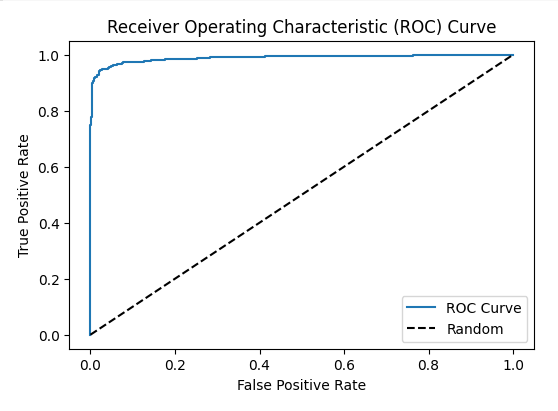 Receiver Operating Characteristic (ROC) Curve
1.0
0.8
0.6
0.4
0.2
0.0
True Positive Rate
ROC Curve
Random
0.0 0.2 0.4 0.6 0.8 1.0
False Positive Rate